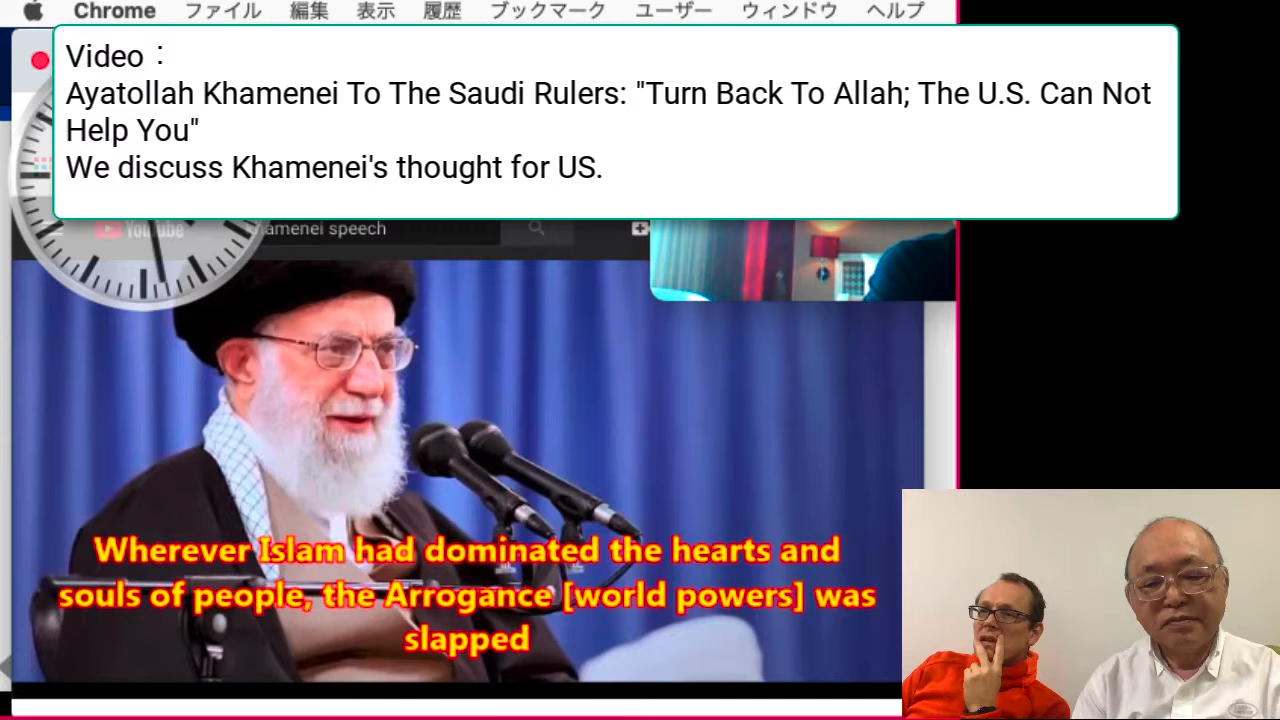 Chrome ファイル 編集 表示 履歴 ブックマーク ユーザー ウィンドウ ヘルプ
Video：
Ayatollah Khamenei To The Saudi Rulers: "Turn Back To Allah; The U.S. Can Not
Help You"
We discuss Khamenei's thought for US.
YouTube
khamenei speech
Wherever Islam had dominated the hearts and
souls of people, the Arrogance [world powers] was
slapped